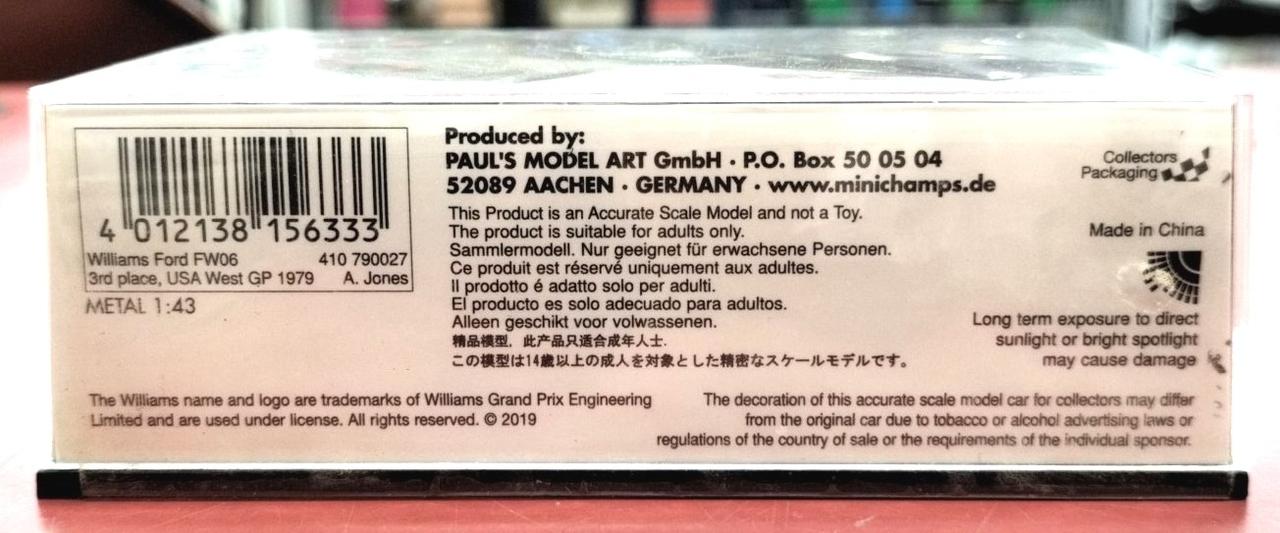 4 012138 156333
Williams Ford FW06 410 790027
3rd place, USA West GP 1979 A. Jones
METAL 1:43
Produced by:
PAUL'S MODEL ART GmbH · P.O. Box 50 05 04
52089 AACHEN · GERMANY · www.minichamps.de
This Product is an Accurate Scale Model and not a Toy.
The product is suitable for adults only.
Sammlermodell. Nur geeignet für erwachsene Personen.
Ce produit est réservé uniquement aux adultes.
Il prodotto é adatto solo per adulti.
El producto es solo adecuado para adultos.
Alleen geschikt voor volwassenen.
精品模型，此产品只适合成年人士.
この模型は14歳以上の成人を対象とした精密なスケールモデルです。
Collectors
Packaging
Made in China
Long term exposure to direct
sunlight or bright spotlight
may cause damage
The Williams name and logo are trademarks of Williams Grand Prix Engineering
Limited and are used under license. All rights reserved. © 2019
The decoration of this accurate scale model car for collectors may differ
from the original car due to tobacco or alcohol advertising laws or
regulations of the country of sale or the requirements of the individual sponsor.